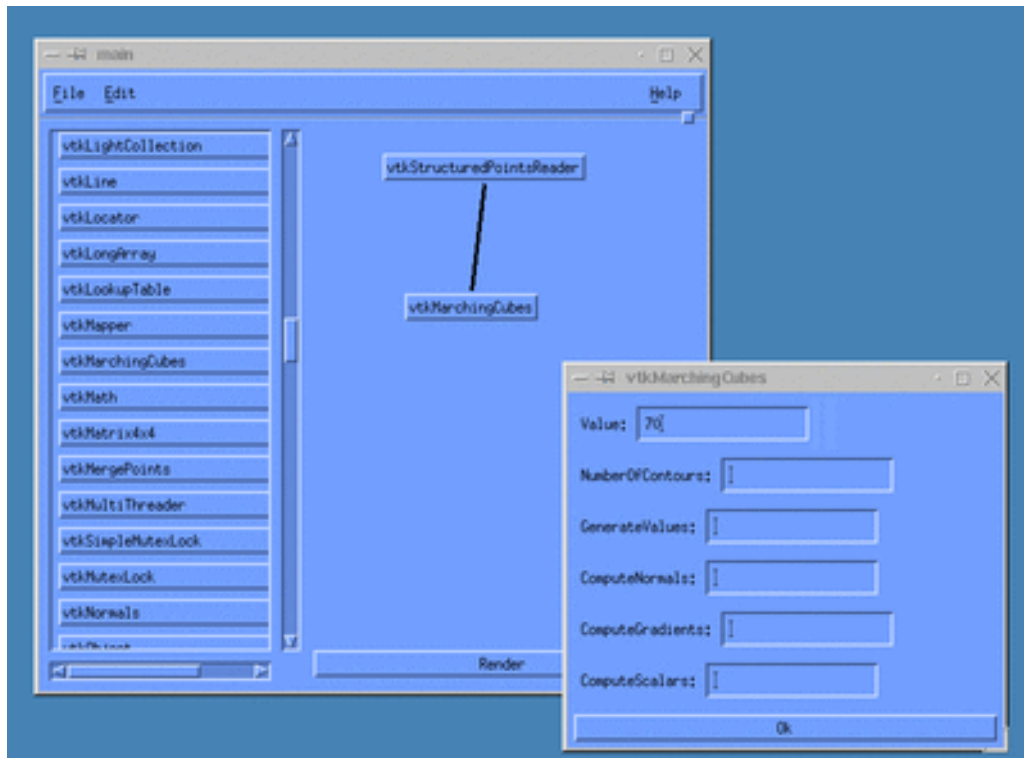 main
File Edit Help
vtkLightCollection
vtkLine
vtkLocator
vtkLongArray
vtkLookupTable
vtkMapper
vtkMarchingCubes
vtkMath
vtkMatrix4x4
vtkMergePoints
vtkMultiThreader
vtkSimpleMutexLock
vtkMutexLock
vtkNormals
vtkStructuredPointsReader
vtkMarchingCubes
Render
vtkMarchingCubes
Value: 70
NumberOfContours:
GenerateValues:
ComputeNormals:
ComputeGradients:
ComputeScalars:
Ok